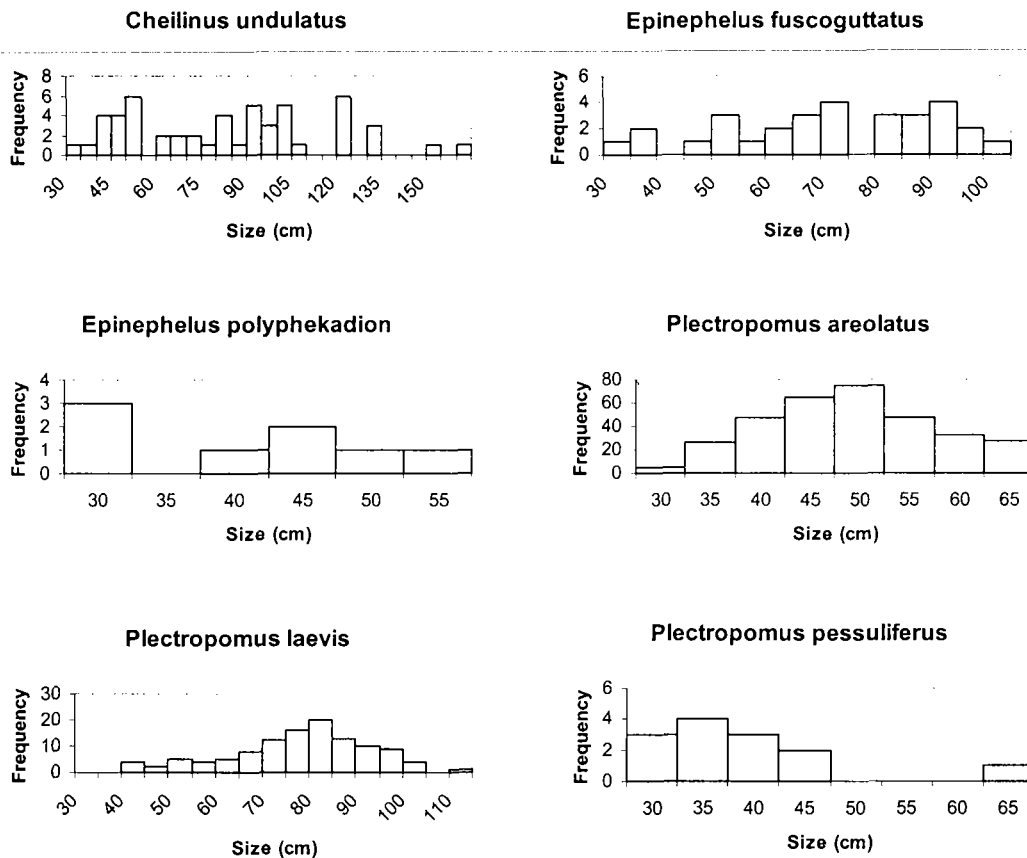 Cheilinus undulatus
Frequency
8
6
4
2
0
30 45 60 75 90 105 120 135 150
Size (cm)
Epinephelus fuscoguttatus
Frequency
6
4
2
0
30 40 50 60 70 80 90 100
Size (cm)
Epinephelus polyphekadion
Frequency
4
3
2
1
0
30 35 40 45 50 55
Size (cm)
Plectropomus areolatus
Frequency
80
60
40
20
0
30 35 40 45 50 55 60 65
Size (cm)
Plectropomus laevis
Frequency
30
20
10
0
30 40 50 60 70 80 90 100 110
Size (cm)
Plectropomus pessuliferus
Frequency
6
4
2
0
30 35 40 45 50 55 60 65
Size (cm)